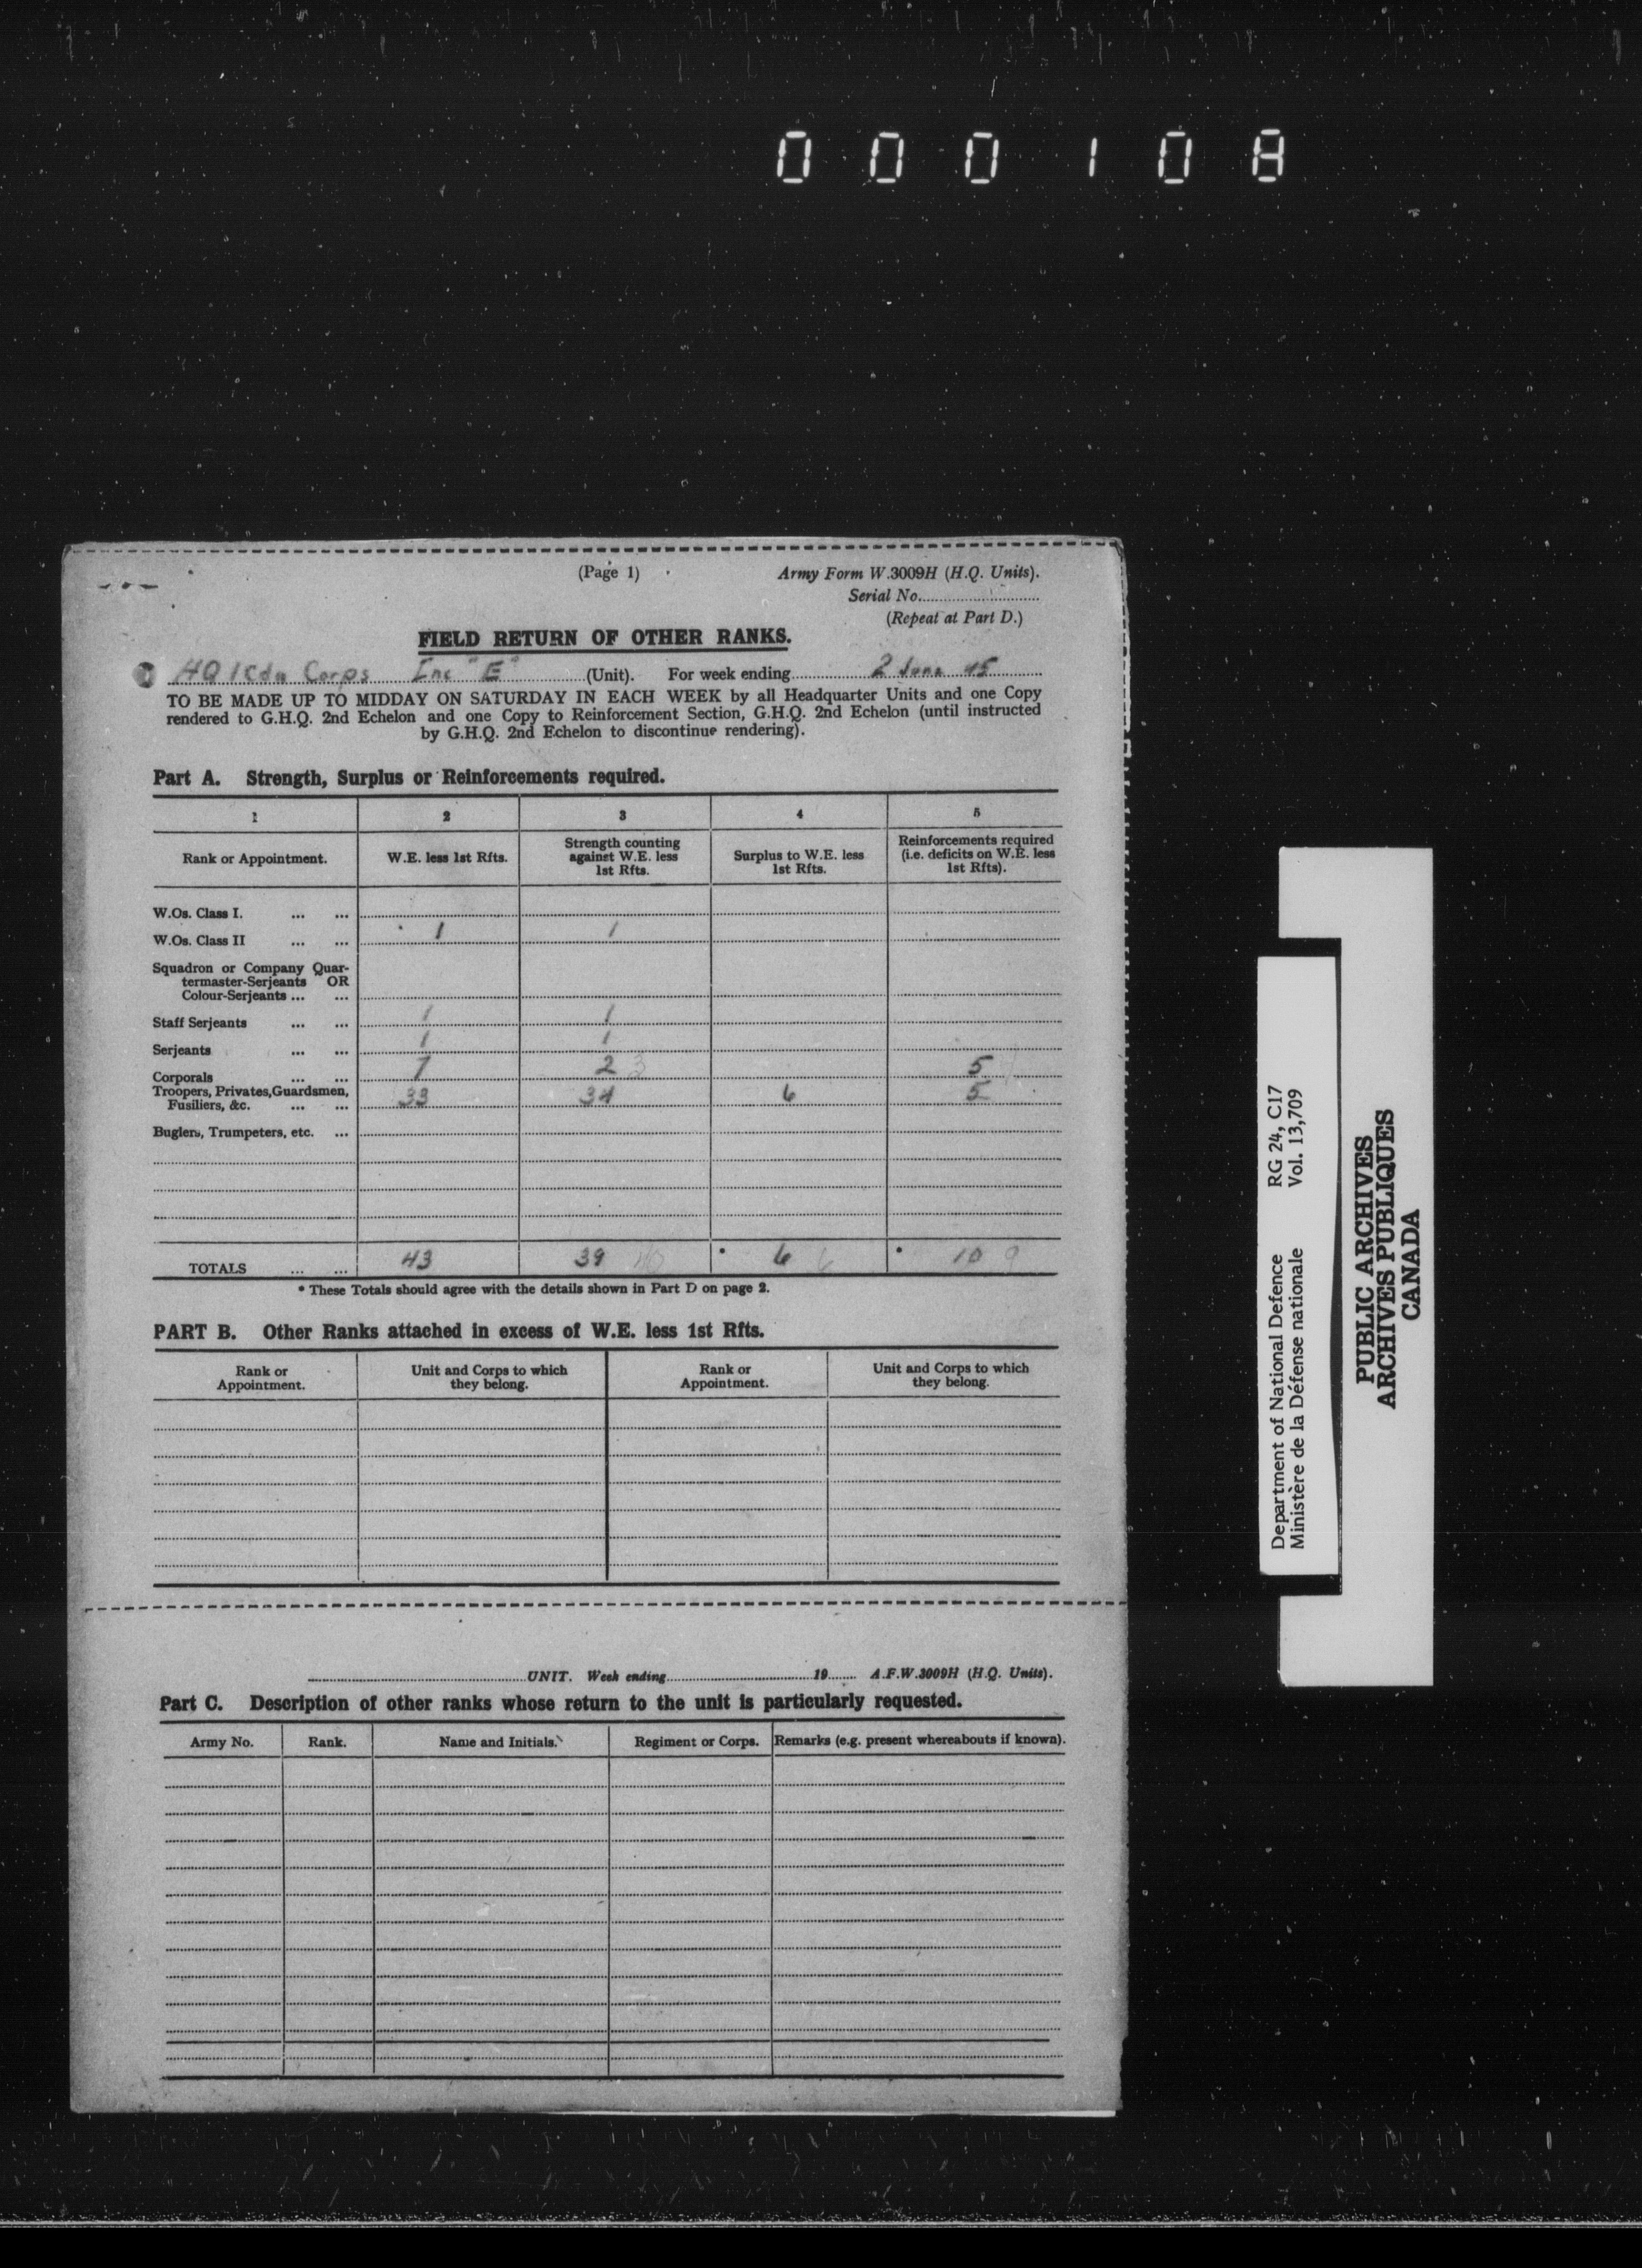 000108
(Page 1)
Army Form W.3009H (H.Q. Units).
Serial No.
(Repeat at Part D.)
FIELD RETURN OF OTHER RANKS.
HQ 1 Cdn Corps Inc "E" (Unit). For week ending 2 June 45
TO BE MADE UP TO MIDDAY ON SATURDAY IN EACH WEEK by all Headquarter Units and one Copy
rendered to G.H.Q. 2nd Echelon and one Copy to Reinforcement Section, G.H.Q. 2nd Echelon (until instructed
by G.H.Q. 2nd Echelon to discontinue rendering).
Part A. Strength, Surplus or Reinforcements required.
1 2 3 4 5
Rank or Appointment. W.E. less 1st Rfts. Strength counting against W.E. less 1st Rfts. Surplus to W.E. less 1st Rfts. Reinforcements required (i.e. deficits on W.E. less 1st Rfts).
W.Os. Class I. ... ...
W.Os. Class II ... ... 1 1
Squadron or Company Quar-
termaster-Serjeants OR
Colour-Serjeants ... ...
Staff Serjeants ... ... 1 1
Serjeants ... ... 1 1
Corporals ... ... 7 2 3 5
Troopers, Privates, Guardsmen,
Fusiliers, &c. ... ... 33 34 6 5
Buglers, Trumpeters, etc. ...
TOTALS ... ... 43 39 40 * 6 6 * 10 9
* These Totals should agree with the details shown in Part D on page 2.
PART B. Other Ranks attached in excess of W.E. less 1st Rfts.
Rank or Appointment. Unit and Corps to which they belong. Rank or Appointment. Unit and Corps to which they belong.
UNIT. Week ending 19 A.F.W.3009H (H.Q. Units).
Part C. Description of other ranks whose return to the unit is particularly requested.
Army No. Rank. Name and Initials. Regiment or Corps. Remarks (e.g. present whereabouts if known).
Department of National Defence RG 24, C17
Ministère de la Défense nationale Vol. 13,709
PUBLIC ARCHIVES
ARCHIVES PUBLIQUES
CANADA